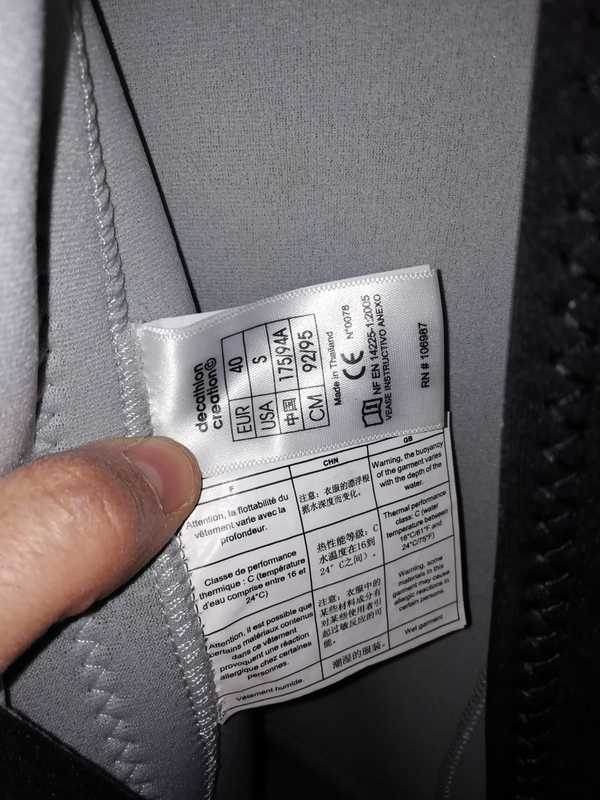 decathlon
creation©
EUR 40
USA S
中国 175/94A
CM 92/95
Made in Thailand
CE N°0078
NF EN 14225-1:2005
VEASE INSTRUCTIVO ANEXO
RN # 106987
F
Attention, la flottabilité du
vêtement varie avec la
profondeur.
Classe de performance
thermique : C (température
d'eau comprise entre 16 et
24°C)
Attention, il est possible que
certains matériaux contenus
dans ce vêtement
provoquent une réaction
allergique chez certaines
personnes.
Vêtement humide.
CHN
注意：衣服的漂浮根
据水深度而变化。
热性能等级：C
水温度在16到
24°C之间）。
注意：衣服中的
某些材料成分有
对某些使用者引
起过敏反应的可
能。
潮湿的服装。
GB
Warning, the buoyancy
of the garment varies
with the depth of the
water.
Thermal performance
class: C (water
temperature between
16°C/61°F and
24°C/75°F)
Warning, some
materials in this
garment may cause
allergic reactions in
certain persons.
Wet garment